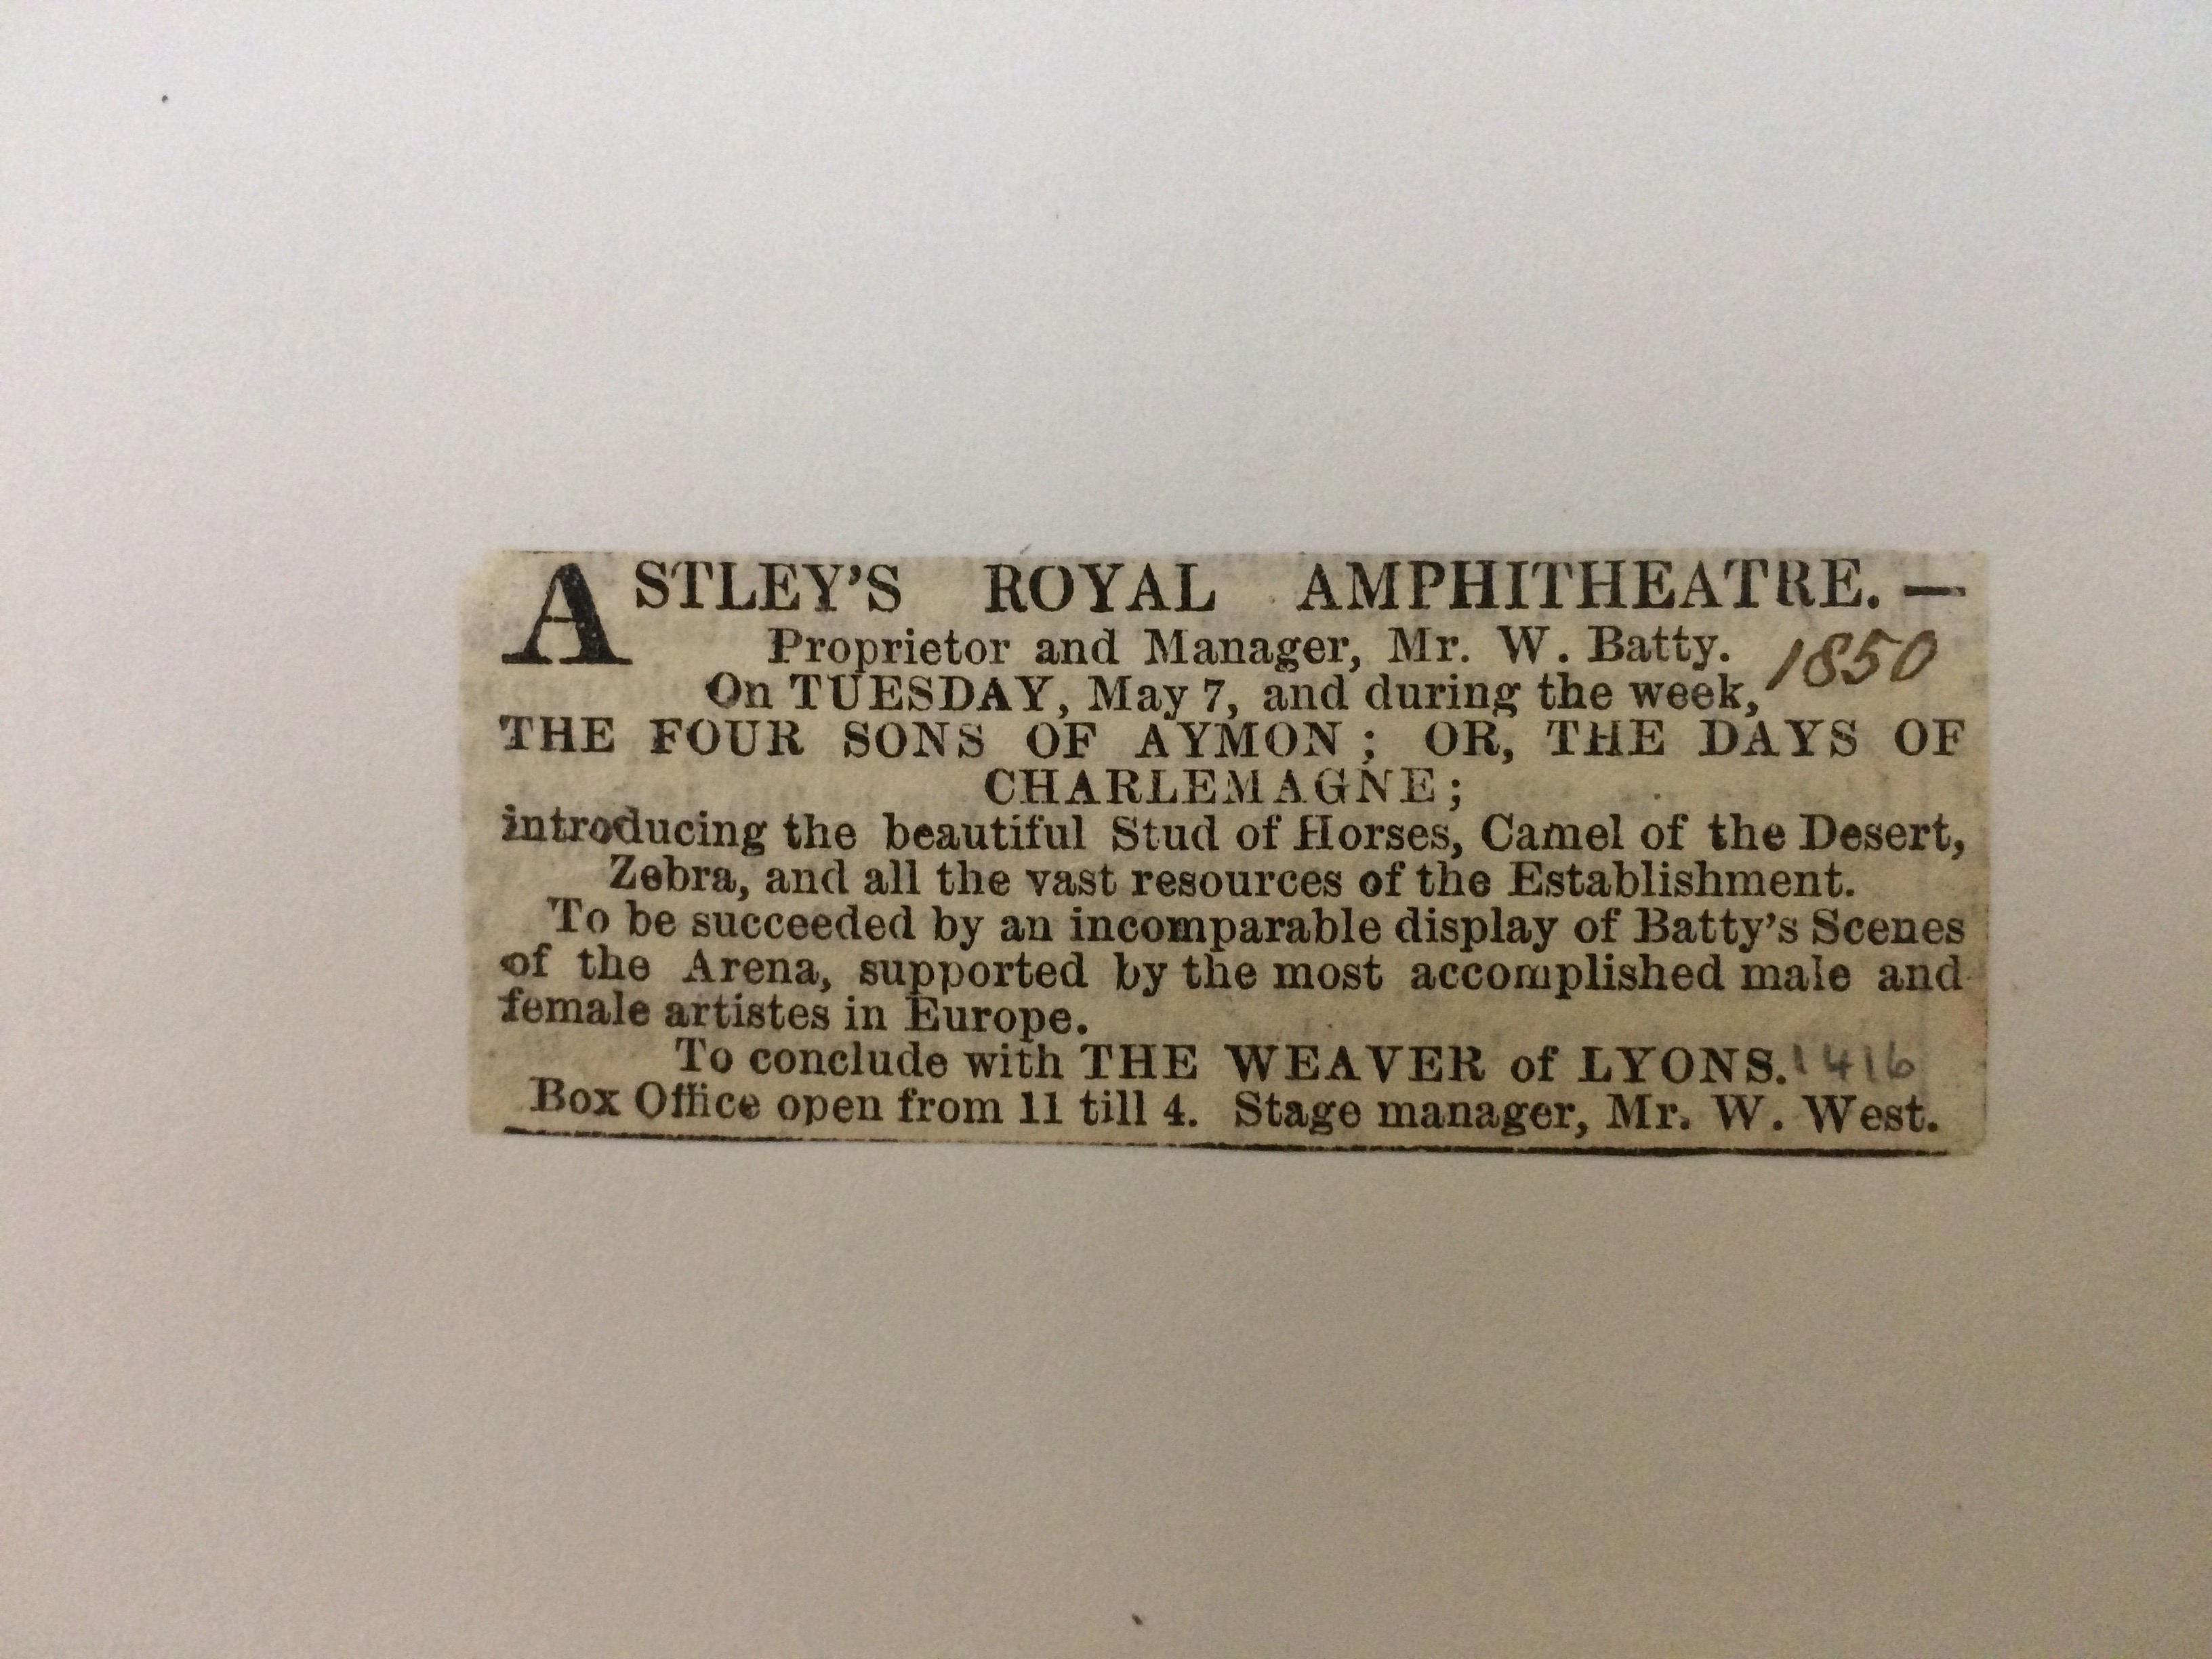 ASTLEY'S ROYAL AMPHITHEATRE.—
Proprietor and Manager, Mr. W. Batty.
1850
On TUESDAY, May 7, and during the week,
THE FOUR SONS OF AYMON; OR, THE DAYS OF
CHARLEMAGNE;
introducing the beautiful Stud of Horses, Camel of the Desert,
Zebra, and all the vast resources of the Establishment.
To be succeeded by an incomparable display of Batty's Scenes
of the Arena, supported by the most accomplished male and
female artistes in Europe.
To conclude with THE WEAVER of LYONS. 1416
Box Office open from 11 till 4. Stage manager, Mr. W. West.